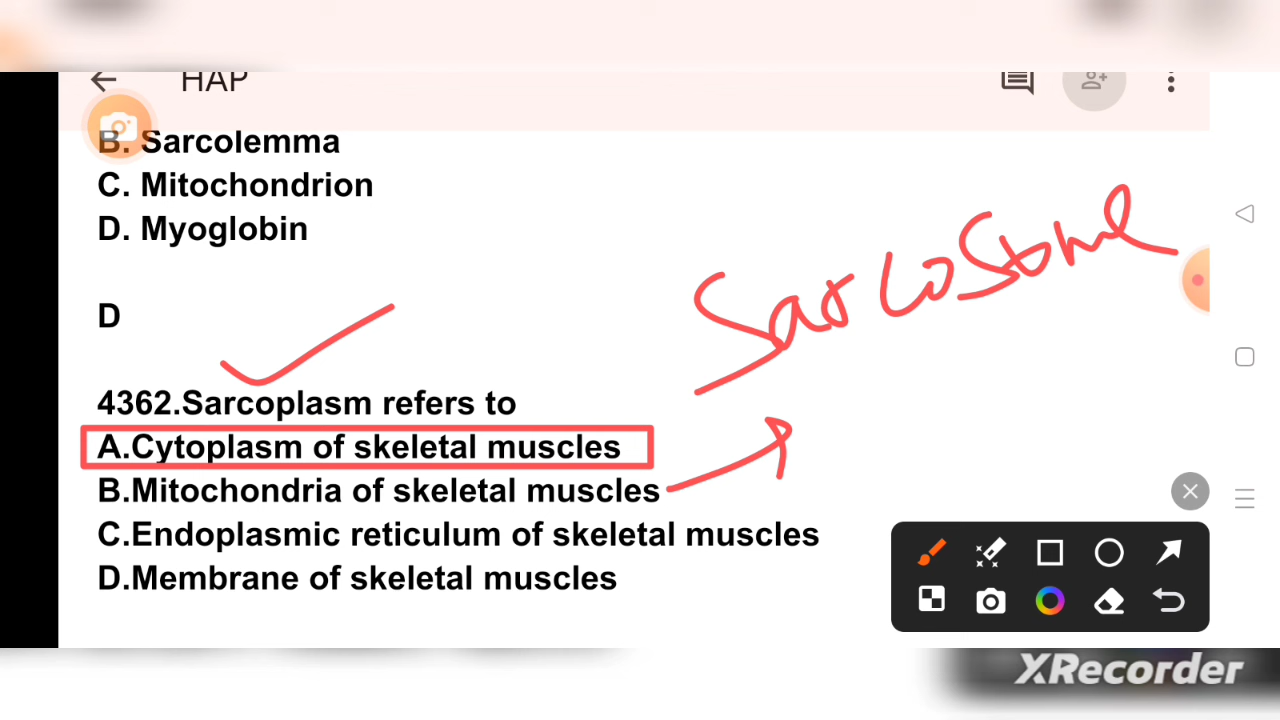 HAP
B. Sarcolemma
C. Mitochondrion
D. Myoglobin
D
Sarcosome
4362.Sarcoplasm refers to
A.Cytoplasm of skeletal muscles
B.Mitochondria of skeletal muscles
C.Endoplasmic reticulum of skeletal muscles
D.Membrane of skeletal muscles
XRecorder